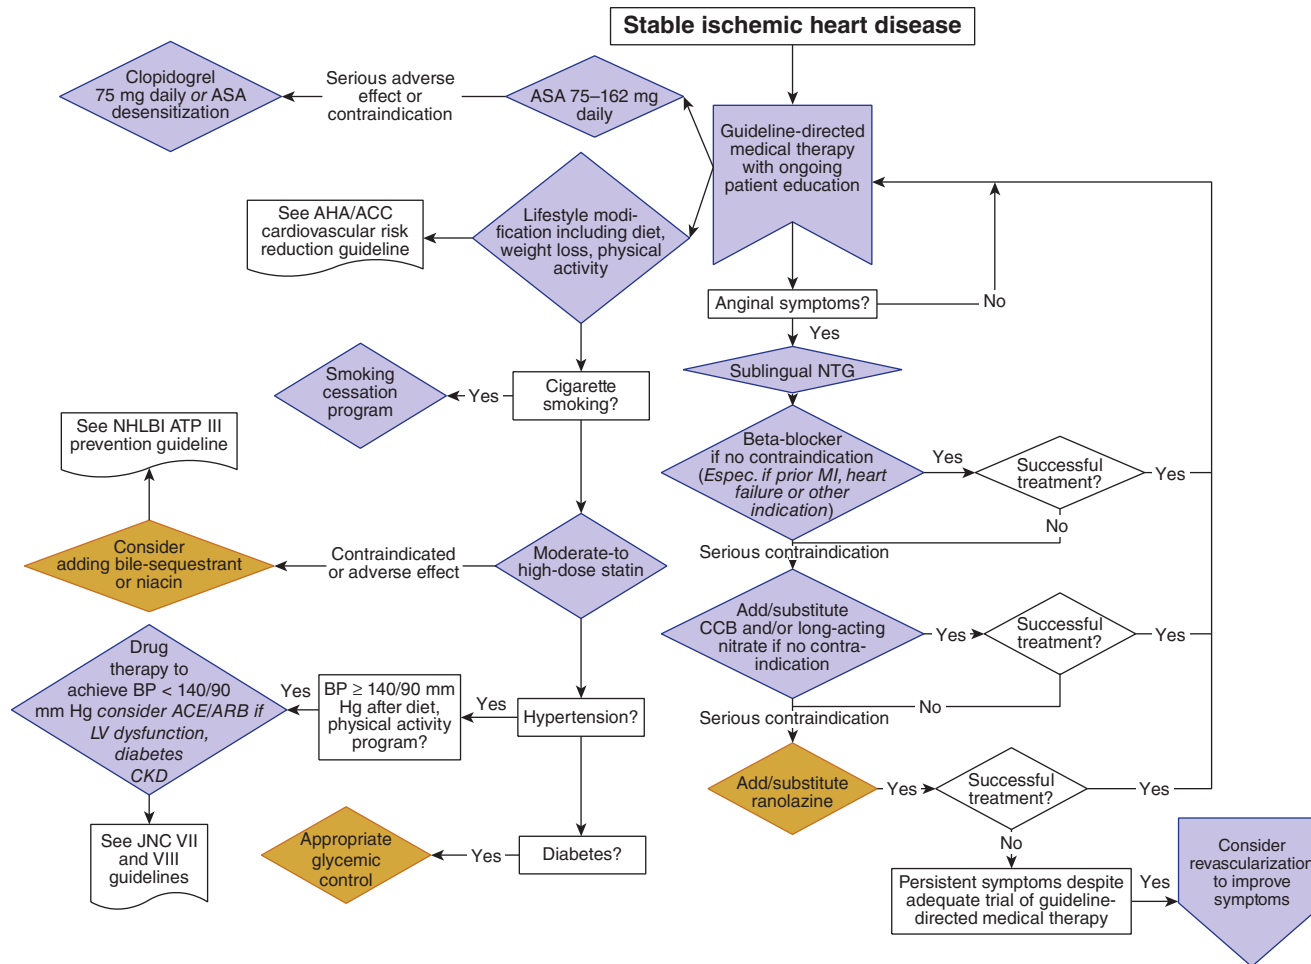 Stable ischemic heart disease
Clopidogrel
75 mg daily or ASA
desensitization
Serious adverse
effect or
contraindication
ASA 75–162 mg
daily
Guideline-directed
medical therapy
with ongoing
patient education
See AHA/ACC
cardiovascular risk
reduction guideline
Lifestyle modi-
fication including diet,
weight loss, physical
activity
Anginal symptoms?
No
Yes
Sublingual NTG
Smoking
cessation
program
Yes
Cigarette
smoking?
See NHLBI ATP III
prevention guideline
Beta-blocker
if no contraindication
(Espec. if prior MI, heart
failure or other
indication)
Yes
Successful
treatment?
Yes
No
Serious contraindication
Consider
adding bile-sequestrant
or niacin
Contraindicated
or adverse effect
Moderate-to
high-dose statin
Add/substitute
CCB and/or long-acting
nitrate if no contra-
indication
Yes
Successful
treatment?
Yes
No
Serious contraindication
Drug
therapy to
achieve BP < 140/90
mm Hg consider ACE/ARB if
LV dysfunction,
diabetes
CKD
Yes
BP ≥ 140/90 mm
Hg after diet,
physical activity
program?
Yes
Hypertension?
Add/substitute
ranolazine
Yes
Successful
treatment?
Yes
No
See JNC VII
and VIII
guidelines
Appropriate
glycemic
control
Yes
Diabetes?
Persistent symptoms despite
adequate trial of guideline-
directed medical therapy
Yes
Consider
revascularization
to improve
symptoms